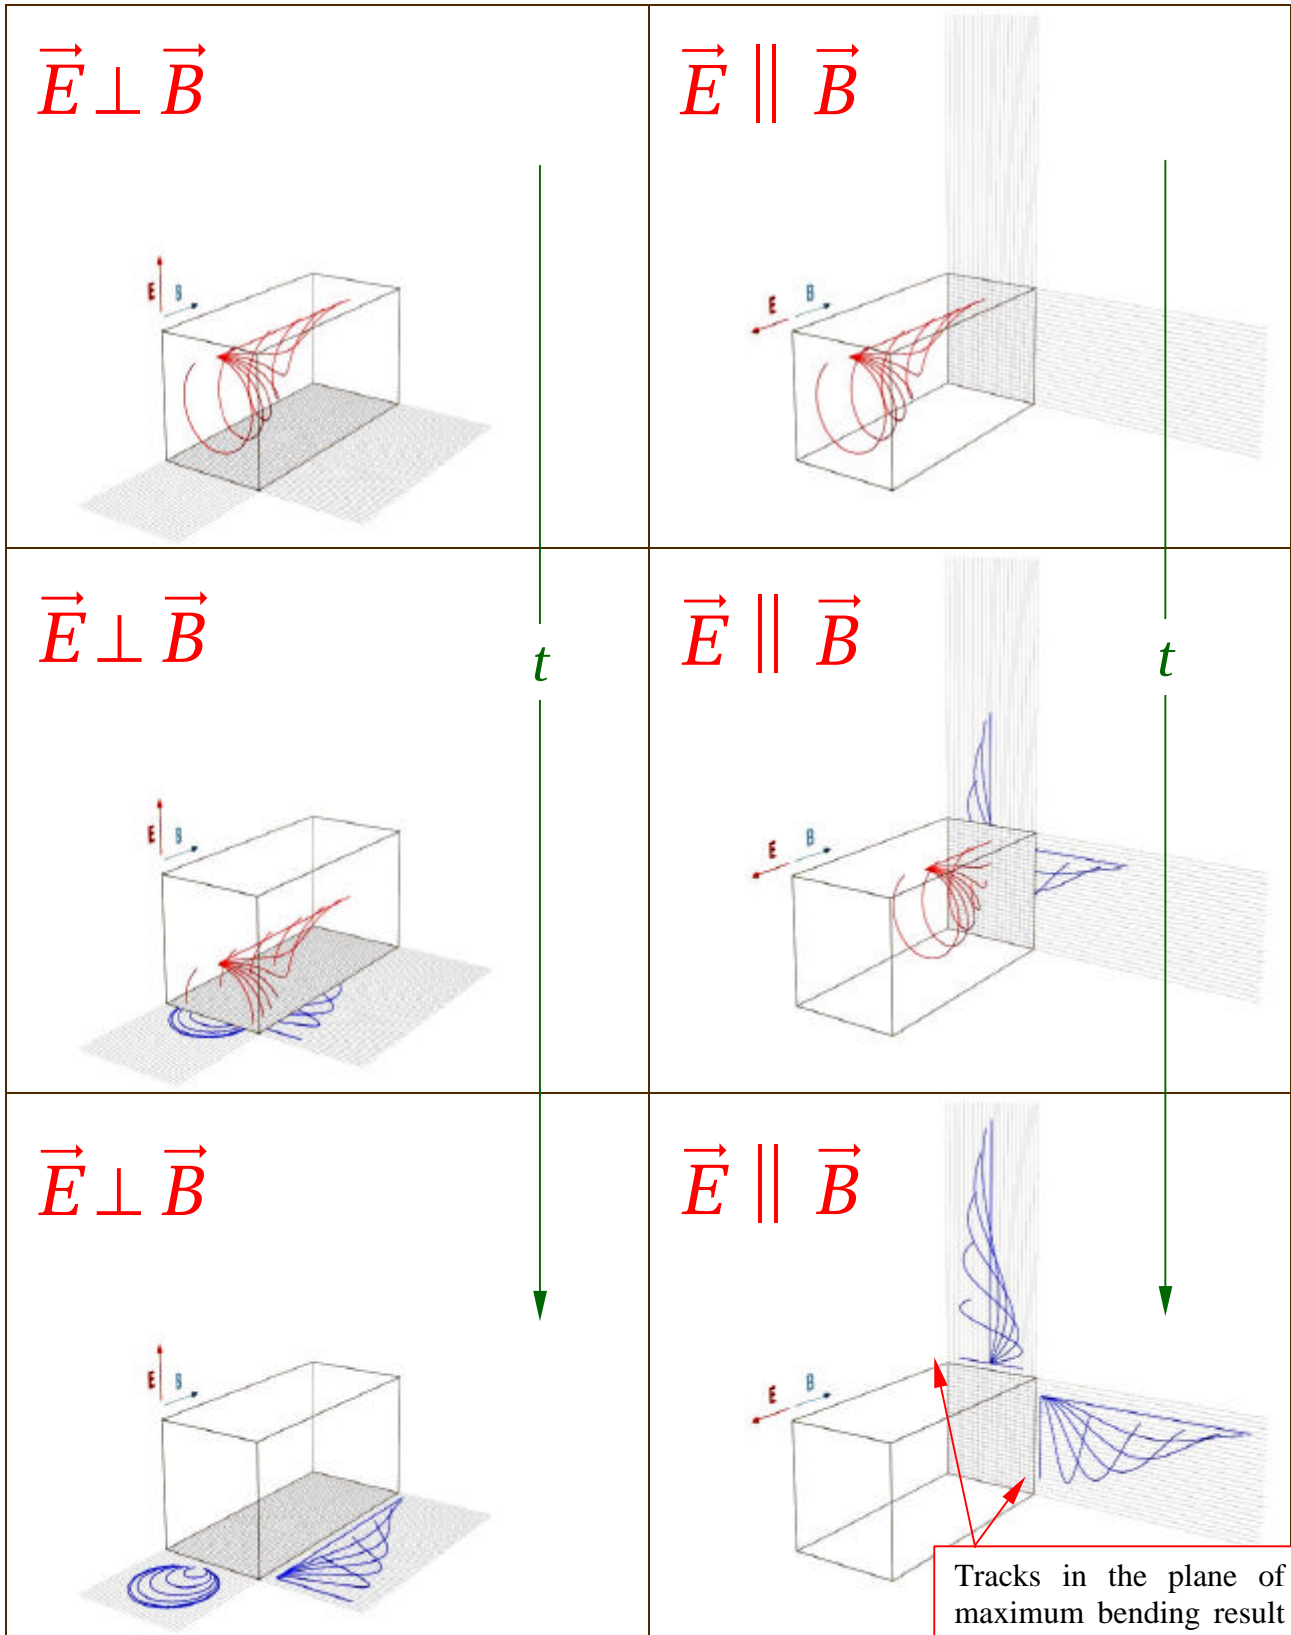 E ⊥ B
E ∥ B
E B
E B
E ⊥ B
t
E ∥ B
t
E B
E B
E ⊥ B
E ∥ B
E B
E B
Tracks in the plane of
maximum bending result